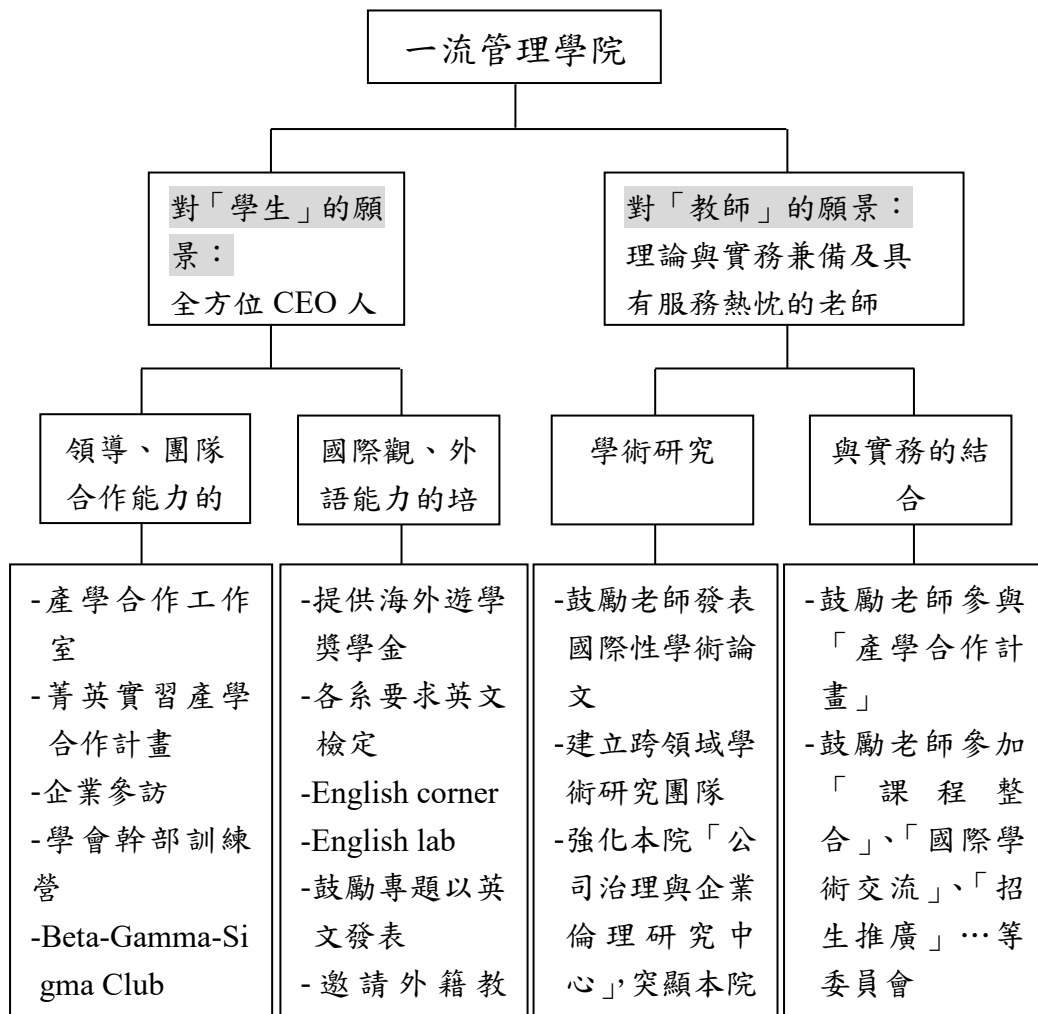 一流管理學院
對「學生」的願
景：
全方位 CEO 人
對「教師」的願景：
理論與實務兼備及具
有服務熱忱的老師
領導、團隊
合作能力的
國際觀、外
語能力的培
學術研究
與實務的結
合
-產學合作工作
室
-菁英實習產學
合作計畫
-企業參訪
-學會幹部訓練
營
-Beta-Gamma-Si
gma Club
-提供海外遊學
獎學金
-各系要求英文
檢定
-English corner
-English lab
-鼓勵專題以英
文發表
-邀請外籍教
-鼓勵老師發表
國際性學術論
文
-建立跨領域學
術研究團隊
-強化本院「公
司治理與企業
倫理研究中
心」，突顯本院
-鼓勵老師參與
「產學合作計
畫」
-鼓勵老師參加
「課程整
合」、「國際學
術交流」、「招
生推廣」…等
委員會